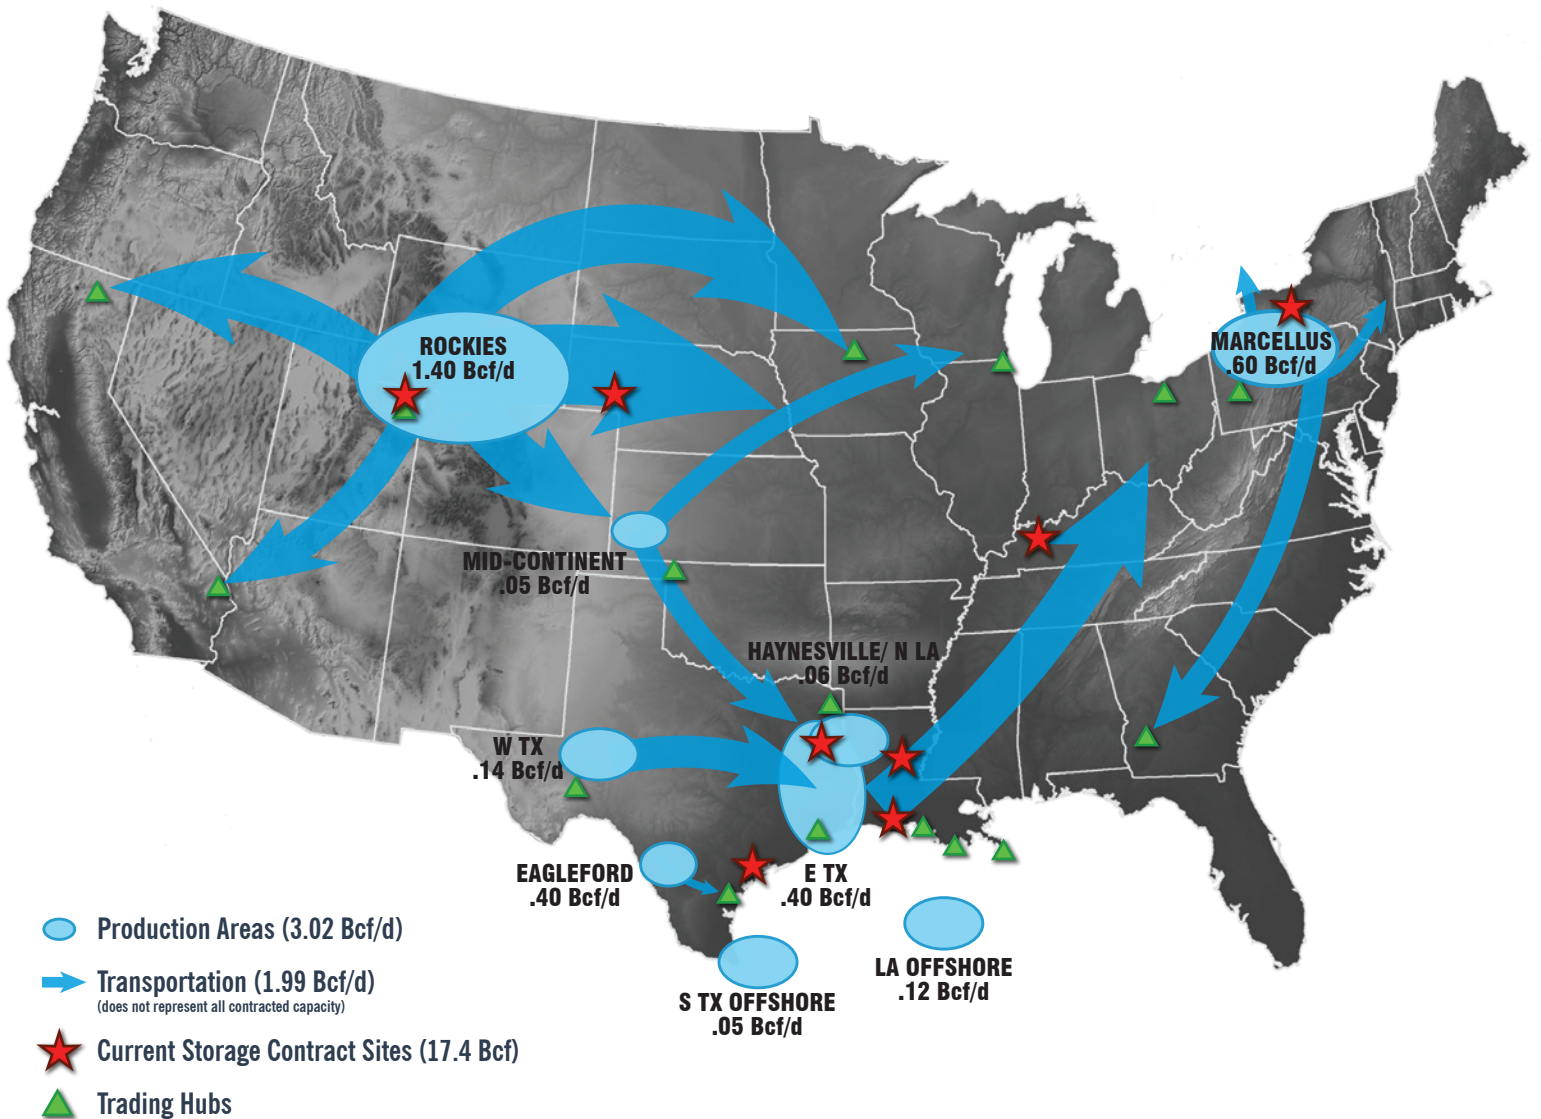 ROCKIES
1.40 Bcf/d
MARCELLUS
.60 Bcf/d
MID-CONTINENT
.05 Bcf/d
HAYNESVILLE/ N LA
.06 Bcf/d
W TX
.14 Bcf/d
EAGLEFORD
.40 Bcf/d
E TX
.40 Bcf/d
LA OFFSHORE
.12 Bcf/d
S TX OFFSHORE
.05 Bcf/d
Production Areas (3.02 Bcf/d)
Transportation (1.99 Bcf/d)
(does not represent all contracted capacity)
Current Storage Contract Sites (17.4 Bcf)
Trading Hubs